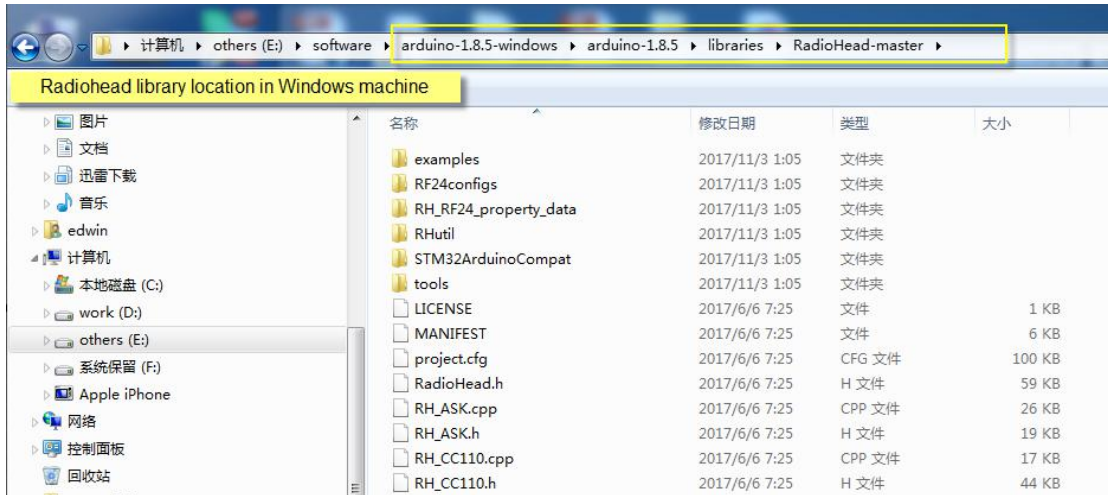 计算机 ▸ others (E:) ▸ software ▸ arduino-1.8.5-windows ▸ arduino-1.8.5 ▸ libraries ▸ RadioHead-master ▸
Radiohead library location in Windows machine
图片
文档
迅雷下载
音乐
edwin
计算机
本地磁盘 (C:)
work (D:)
others (E:)
系统保留 (F:)
Apple iPhone
网络
控制面板
回收站
名称 修改日期 类型 大小
examples 2017/11/3 1:05 文件夹
RF24configs 2017/11/3 1:05 文件夹
RH_RF24_property_data 2017/11/3 1:05 文件夹
RHutil 2017/11/3 1:05 文件夹
STM32ArduinoCompat 2017/11/3 1:05 文件夹
tools 2017/11/3 1:05 文件夹
LICENSE 2017/6/6 7:25 文件 1 KB
MANIFEST 2017/6/6 7:25 文件 6 KB
project.cfg 2017/6/6 7:25 CFG 文件 100 KB
RadioHead.h 2017/6/6 7:25 H 文件 59 KB
RH_ASK.cpp 2017/6/6 7:25 CPP 文件 26 KB
RH_ASK.h 2017/6/6 7:25 H 文件 19 KB
RH_CC110.cpp 2017/6/6 7:25 CPP 文件 17 KB
RH_CC110.h 2017/6/6 7:25 H 文件 44 KB